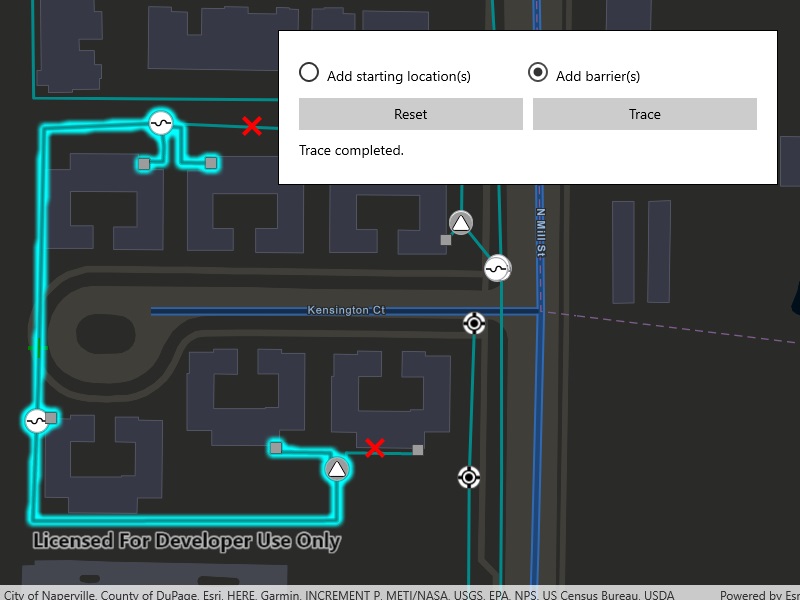 Add starting location(s)
Add barrier(s)
Reset
Trace
Trace completed.
N Mill St
Kensington Ct
Licensed For Developer Use Only
City of Naperville, County of DuPage, Esri, HERE, Garmin, INCREMENT P, METI/NASA, USGS, EPA, NPS, US Census Bureau, USDA
Powered by Esr